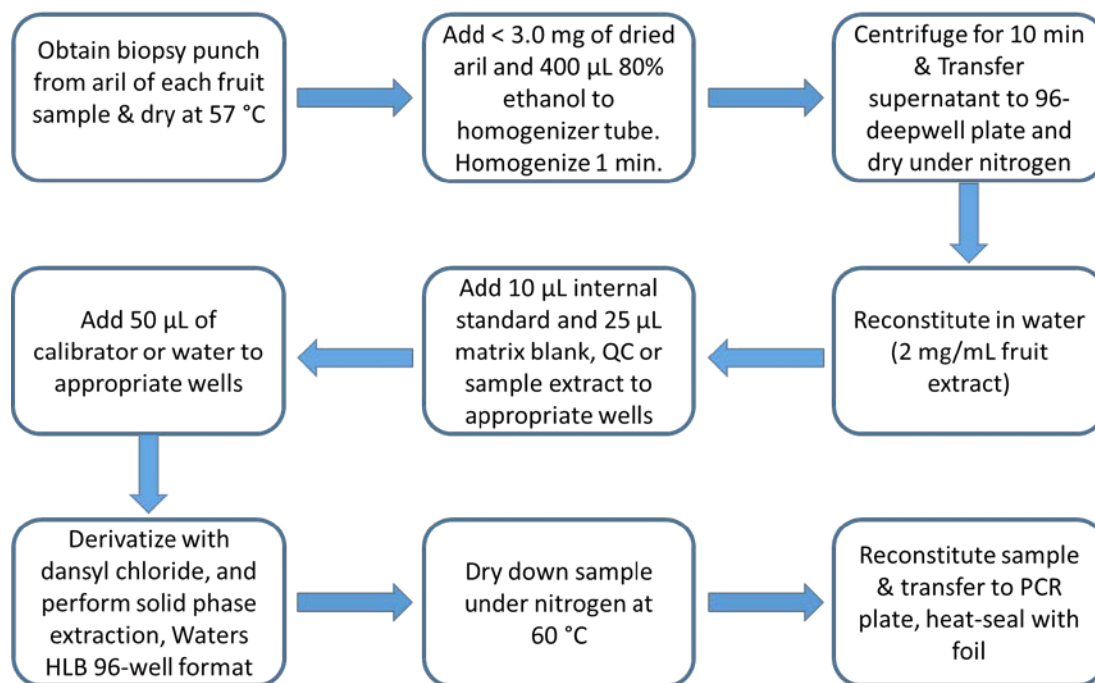 Obtain biopsy punch
from aril of each fruit
sample & dry at 57 °C
Add < 3.0 mg of dried
aril and 400 µL 80%
ethanol to
homogenizer tube.
Homogenize 1 min.
Centrifuge for 10 min
& Transfer
supernatant to 96-
deepwell plate and
dry under nitrogen
Reconstitute in water
(2 mg/mL fruit
extract)
Add 10 µL internal
standard and 25 µL
matrix blank, QC or
sample extract to
appropriate wells
Add 50 µL of
calibrator or water to
appropriate wells
Derivatize with
dansyl chloride, and
perform solid phase
extraction, Waters
HLB 96-well format
Dry down sample
under nitrogen at
60 °C
Reconstitute sample
& transfer to PCR
plate, heat-seal with
foil